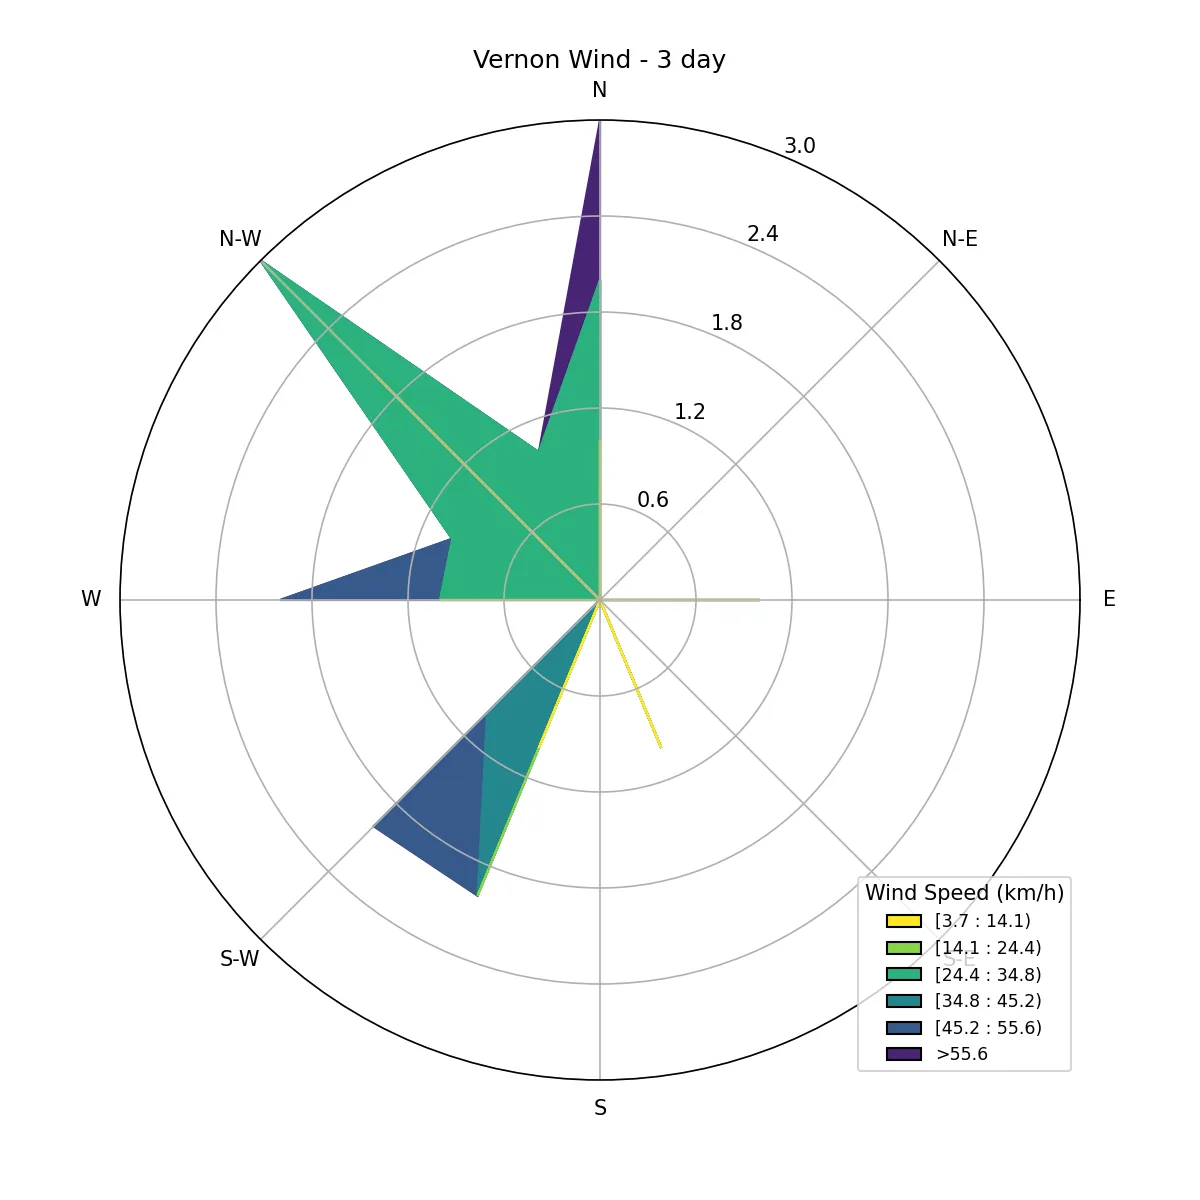 Vernon Wind - 3 day
N
3.0
N-W
N-E
2.4
1.8
1.2
0.6
W
E
S-W
S-E
S
Wind Speed (km/h)
[3.7 : 14.1)
[14.1 : 24.4)
[24.4 : 34.8)
[34.8 : 45.2)
[45.2 : 55.6)
>55.6